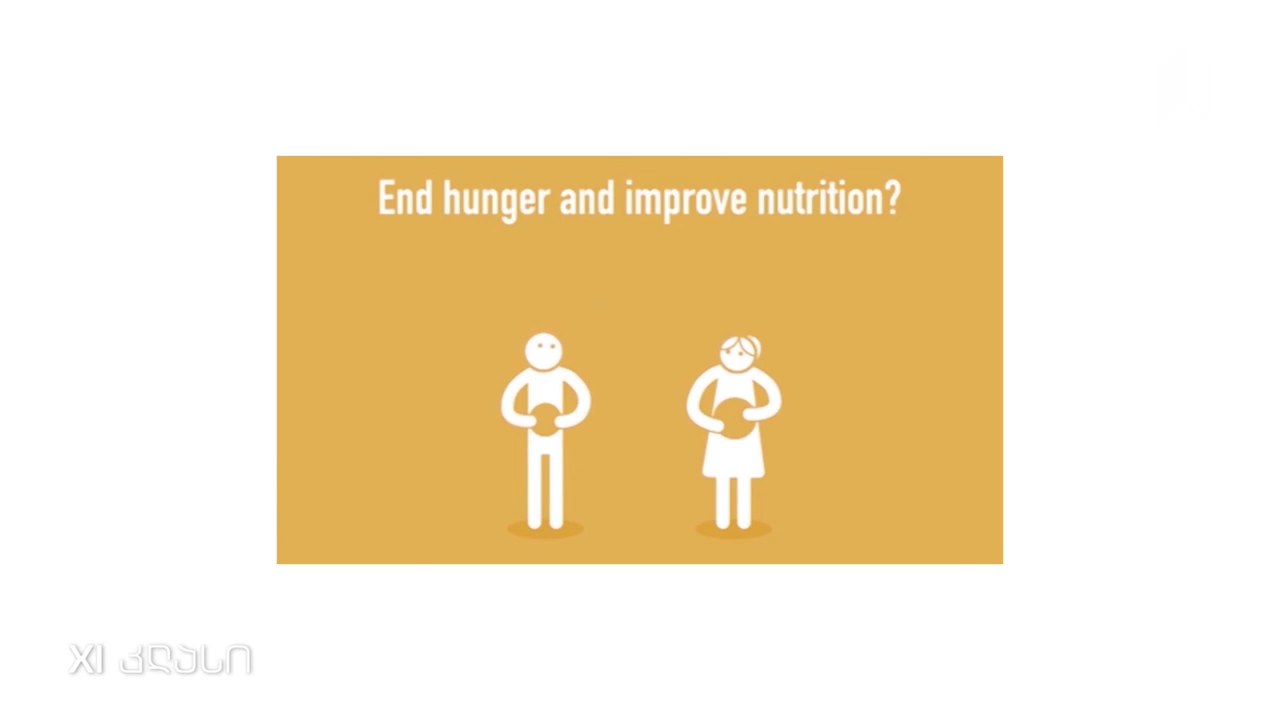 End hunger and improve nutrition?
XI კლასი